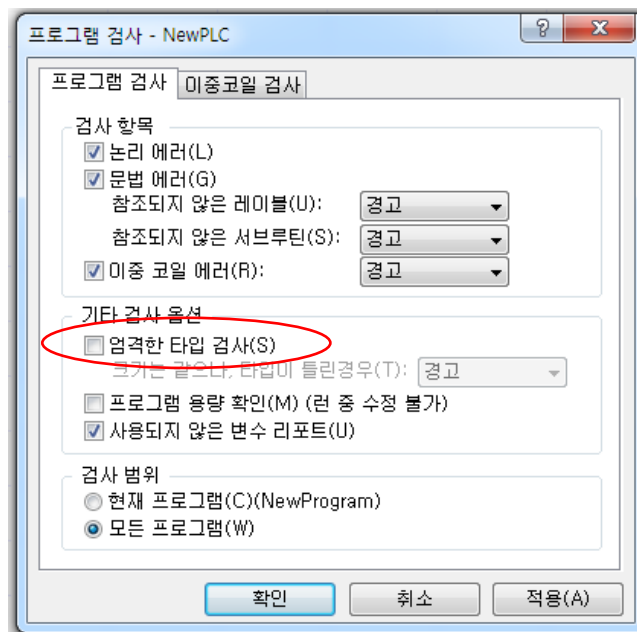 프로그램 검사 - NewPLC
프로그램 검사 이중코일 검사
검사 항목
논리 에러(L)
문법 에러(G)
참조되지 않은 레이블(U): 경고
참조되지 않은 서브루틴(S): 경고
이중 코일 에러(R): 경고
기타 검사 옵션
엄격한 타입 검사(S)
크기는 같으나, 타입이 틀린경우(T): 경고
프로그램 용량 확인(M) (런 중 수정 불가)
사용되지 않은 변수 리포트(U)
검사 범위
현재 프로그램(C)(NewProgram)
모든 프로그램(W)
확인 취소 적용(A)